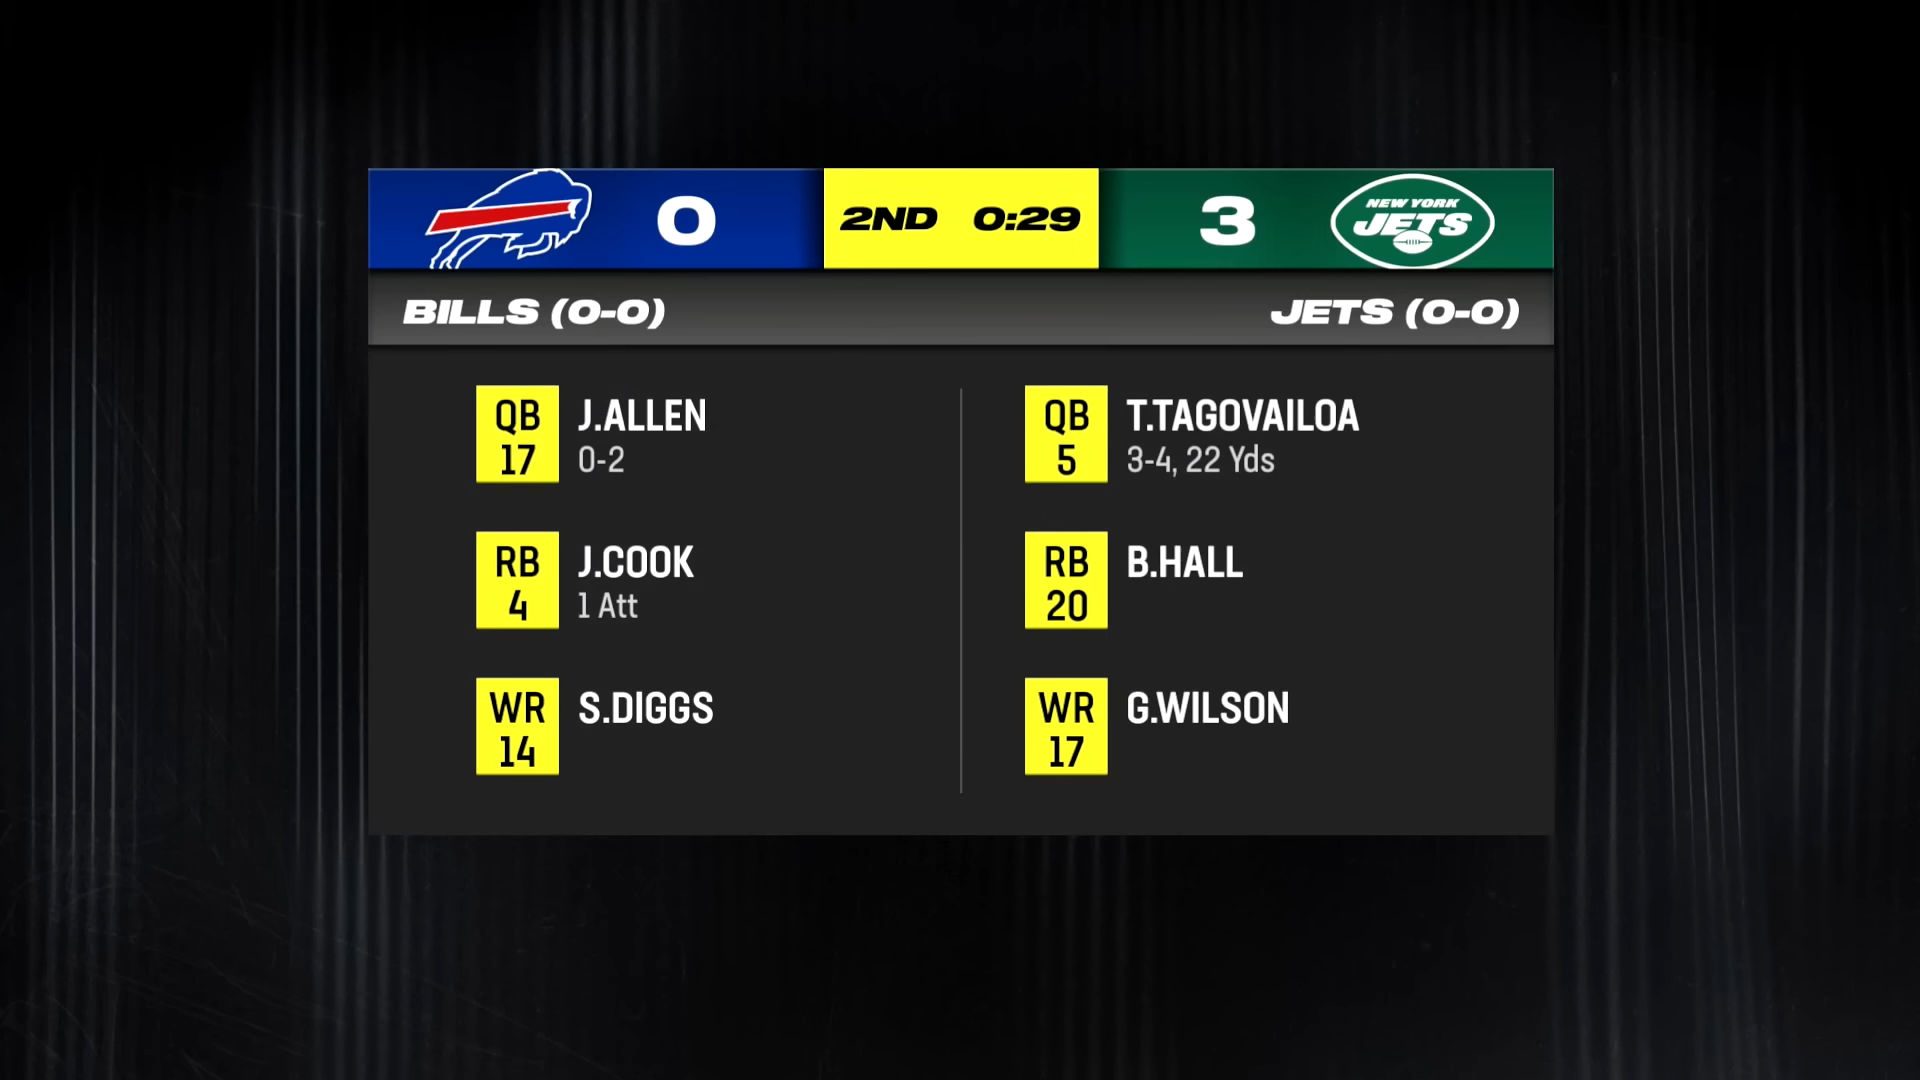 0 2ND 0:29 3 NEW YORK JETS
BILLS (0-0) JETS (0-0)
QB 17 J.ALLEN
0-2
RB 4 J.COOK
1 Att
WR 14 S.DIGGS
QB 5 T.TAGOVAILOA
3-4, 22 Yds
RB 20 B.HALL
WR 17 G.WILSON